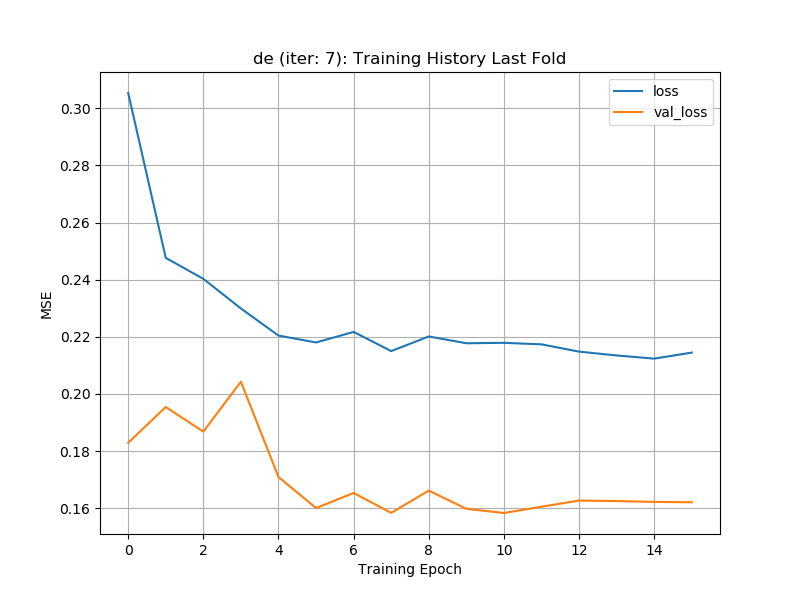 de (iter: 7): Training History Last Fold
loss
val_loss
0.30
0.28
0.26
0.24
0.22
0.20
0.18
0.16
MSE
0 2 4 6 8 10 12 14
Training Epoch